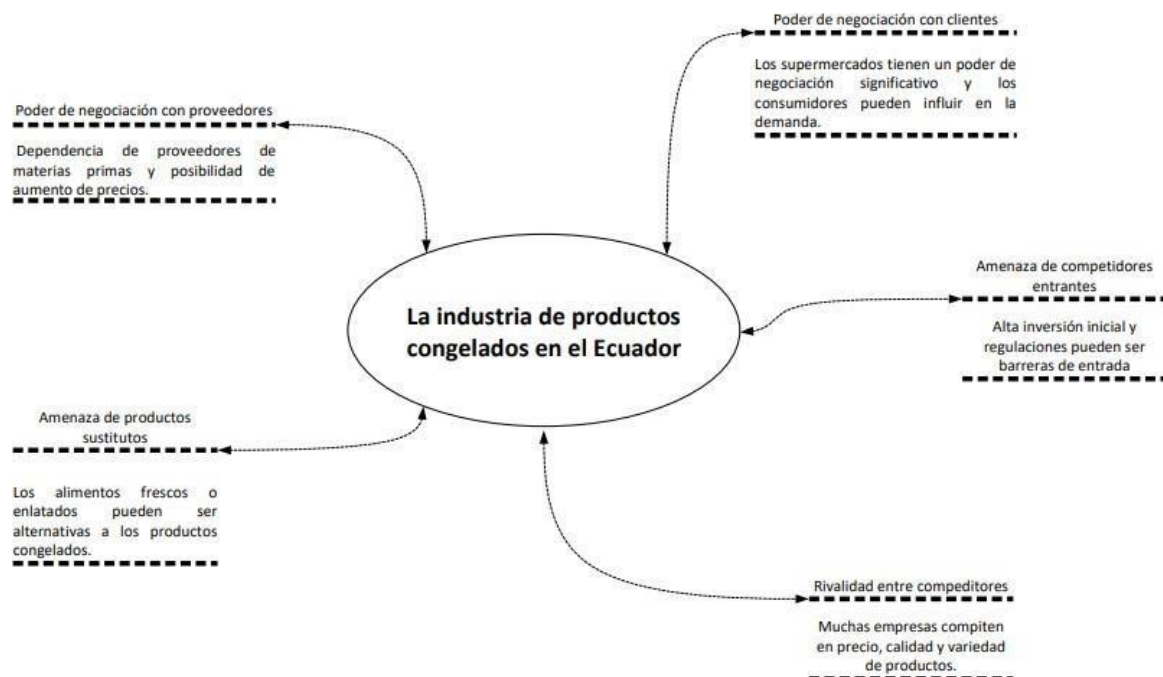 Poder de negociación con clientes
Los supermercados tienen un poder de
negociación significativo y los
consumidores pueden influir en la
demanda.
Poder de negociación con proveedores
Dependencia de proveedores de
materias primas y posibilidad de
aumento de precios.
La industria de productos
congelados en el Ecuador
Amenaza de competidores
entrantes
Alta inversión inicial y
regulaciones pueden ser
barreras de entrada
Amenaza de productos
sustitutos
Los alimentos frescos o
enlatados pueden ser
alternativas a los productos
congelados.
Rivalidad entre compeditores
Muchas empresas compiten
en precio, calidad y variedad
de productos.